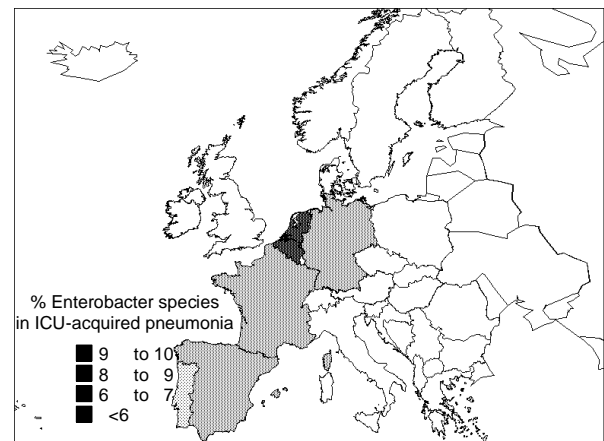 % Enterobacter species
in ICU-acquired pneumonia
9 to 10
8 to 9
6 to 7
<6